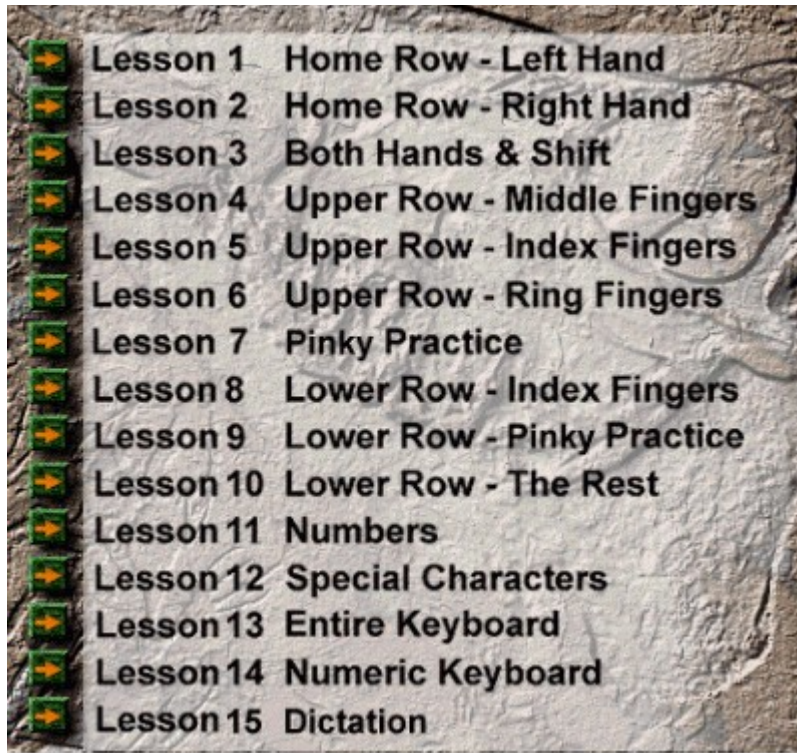 Lesson 1 Home Row - Left Hand
Lesson 2 Home Row - Right Hand
Lesson 3 Both Hands & Shift
Lesson 4 Upper Row - Middle Fingers
Lesson 5 Upper Row - Index Fingers
Lesson 6 Upper Row - Ring Fingers
Lesson 7 Pinky Practice
Lesson 8 Lower Row - Index Fingers
Lesson 9 Lower Row - Pinky Practice
Lesson 10 Lower Row - The Rest
Lesson 11 Numbers
Lesson 12 Special Characters
Lesson 13 Entire Keyboard
Lesson 14 Numeric Keyboard
Lesson 15 Dictation